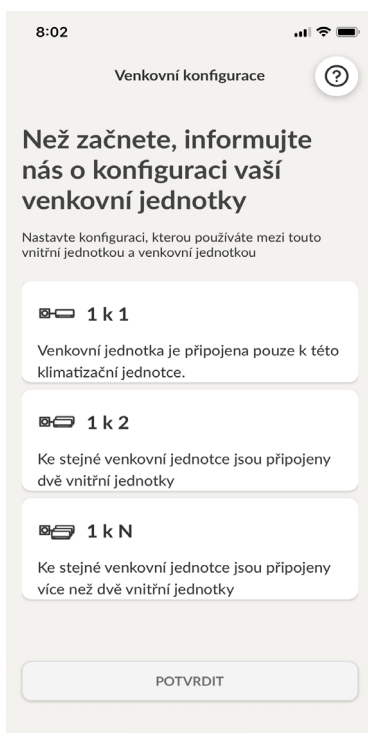 8:02
Venkovní konfigurace
Než začnete, informujte
nás o konfiguraci vaší
venkovní jednotky
Nastavte konfiguraci, kterou používáte mezi touto
vnitřní jednotkou a venkovní jednotkou
1 k 1
Venkovní jednotka je připojena pouze k této
klimatizační jednotce.
1 k 2
Ke stejné venkovní jednotce jsou připojeny
dvě vnitřní jednotky
1 k N
Ke stejné venkovní jednotce jsou připojeny
více než dvě vnitřní jednotky
POTVRDIT